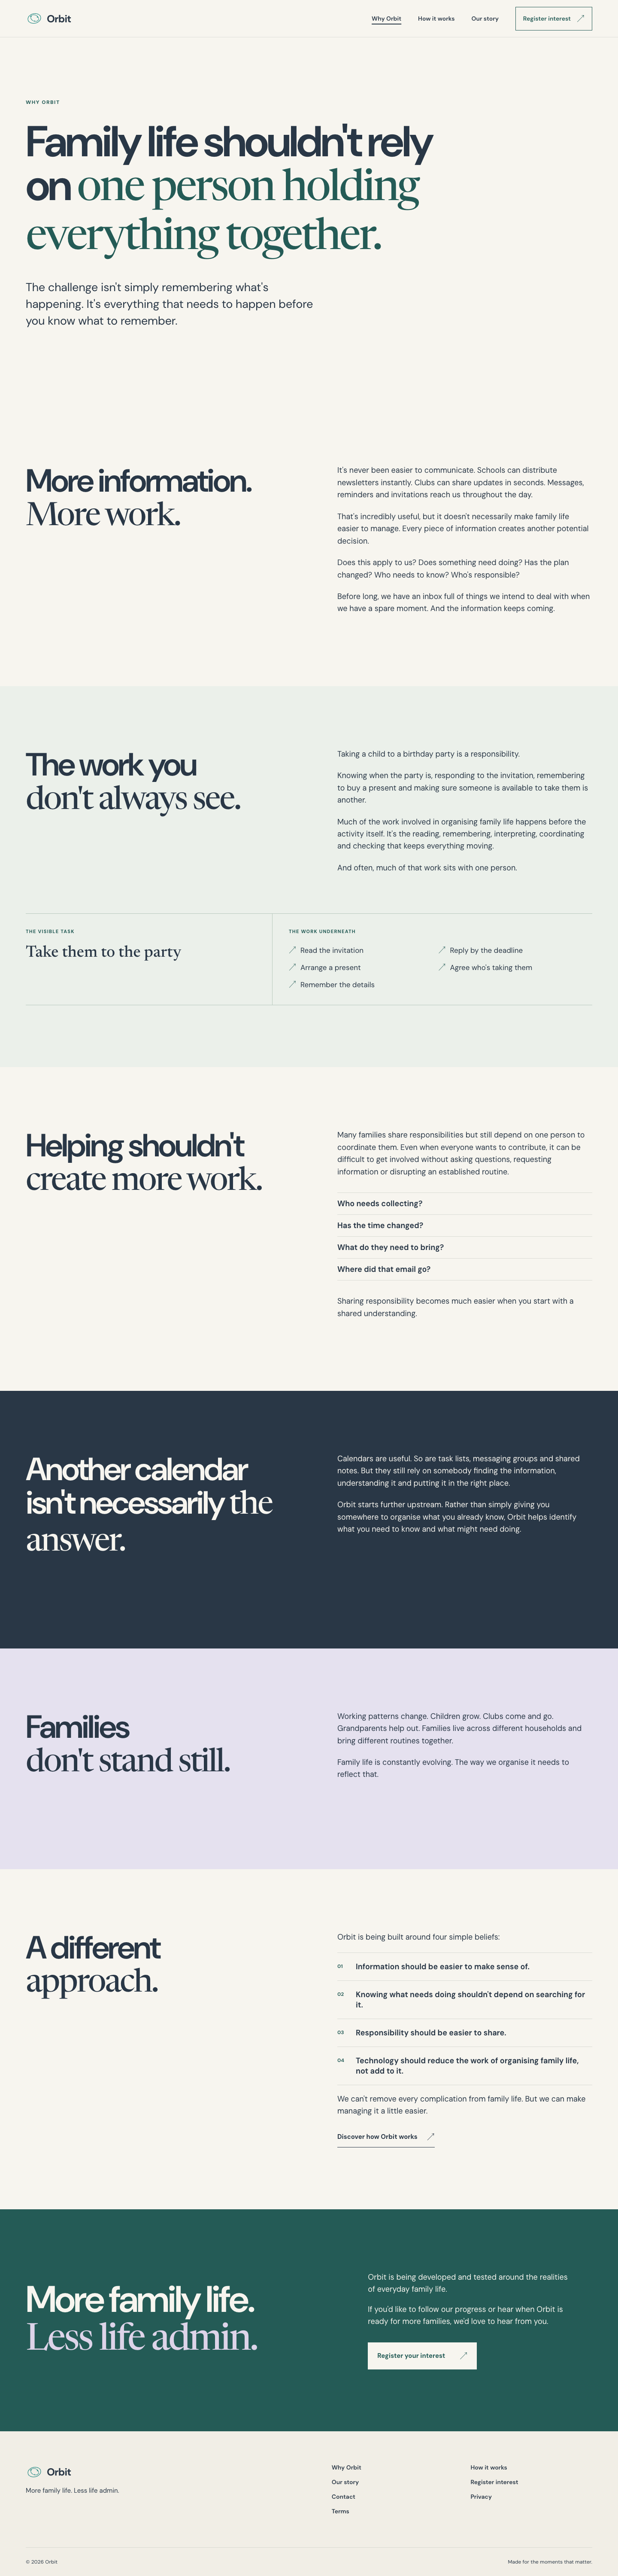 Orbit
Why Orbit
How it works
Our story
Register interest
WHY ORBIT
Family life shouldn't rely
on one person holding
everything together.
The challenge isn't simply remembering what's
happening. It's everything that needs to happen before
you know what to remember.
More information.
More work.
It's never been easier to communicate. Schools can distribute
newsletters instantly. Clubs can share updates in seconds. Messages,
reminders and invitations reach us throughout the day.
That's incredibly useful, but it doesn't necessarily make family life
easier to manage. Every piece of information creates another potential
decision.
Does this apply to us? Does something need doing? Has the plan
changed? Who needs to know? Who's responsible?
Before long, we have an inbox full of things we intend to deal with when
we have a spare moment. And the information keeps coming.
The work you
don't always see.
Taking a child to a birthday party is a responsibility.
Knowing when the party is, responding to the invitation, remembering
to buy a present and making sure someone is available to take them is
another.
Much of the work involved in organising family life happens before the
activity itself. It's the reading, remembering, interpreting, coordinating
and checking that keeps everything moving.
And often, much of that work sits with one person.
THE VISIBLE TASK
Take them to the party
THE WORK UNDERNEATH
Read the invitation
Reply by the deadline
Arrange a present
Agree who's taking them
Remember the details
Helping shouldn't
create more work.
Many families share responsibilities but still depend on one person to
coordinate them. Even when everyone wants to contribute, it can be
difficult to get involved without asking questions, requesting
information or disrupting an established routine.
Who needs collecting?
Has the time changed?
What do they need to bring?
Where did that email go?
Sharing responsibility becomes much easier when you start with a
shared understanding.
Another calendar
isn't necessarily the
answer.
Calendars are useful. So are task lists, messaging groups and shared
notes. But they still rely on somebody finding the information,
understanding it and putting it in the right place.
Orbit starts further upstream. Rather than simply giving you
somewhere to organise what you already know, Orbit helps identify
what you need to know and what might need doing.
Families
don't stand still.
Working patterns change. Children grow. Clubs come and go.
Grandparents help out. Families live across different households and
bring different routines together.
Family life is constantly evolving. The way we organise it needs to
reflect that.
A different
approach.
Orbit is being built around four simple beliefs:
01 Information should be easier to make sense of.
02 Knowing what needs doing shouldn't depend on searching for
it.
03 Responsibility should be easier to share.
04 Technology should reduce the work of organising family life,
not add to it.
We can't remove every complication from family life. But we can make
managing it a little easier.
Discover how Orbit works
More family life.
Less life admin.
Orbit is being developed and tested around the realities
of everyday family life.
If you'd like to follow our progress or hear when Orbit is
ready for more families, we'd love to hear from you.
Register your interest
Orbit
More family life. Less life admin.
Why Orbit
How it works
Our story
Register interest
Contact
Privacy
Terms
© 2026 Orbit
Made for the moments that matter.